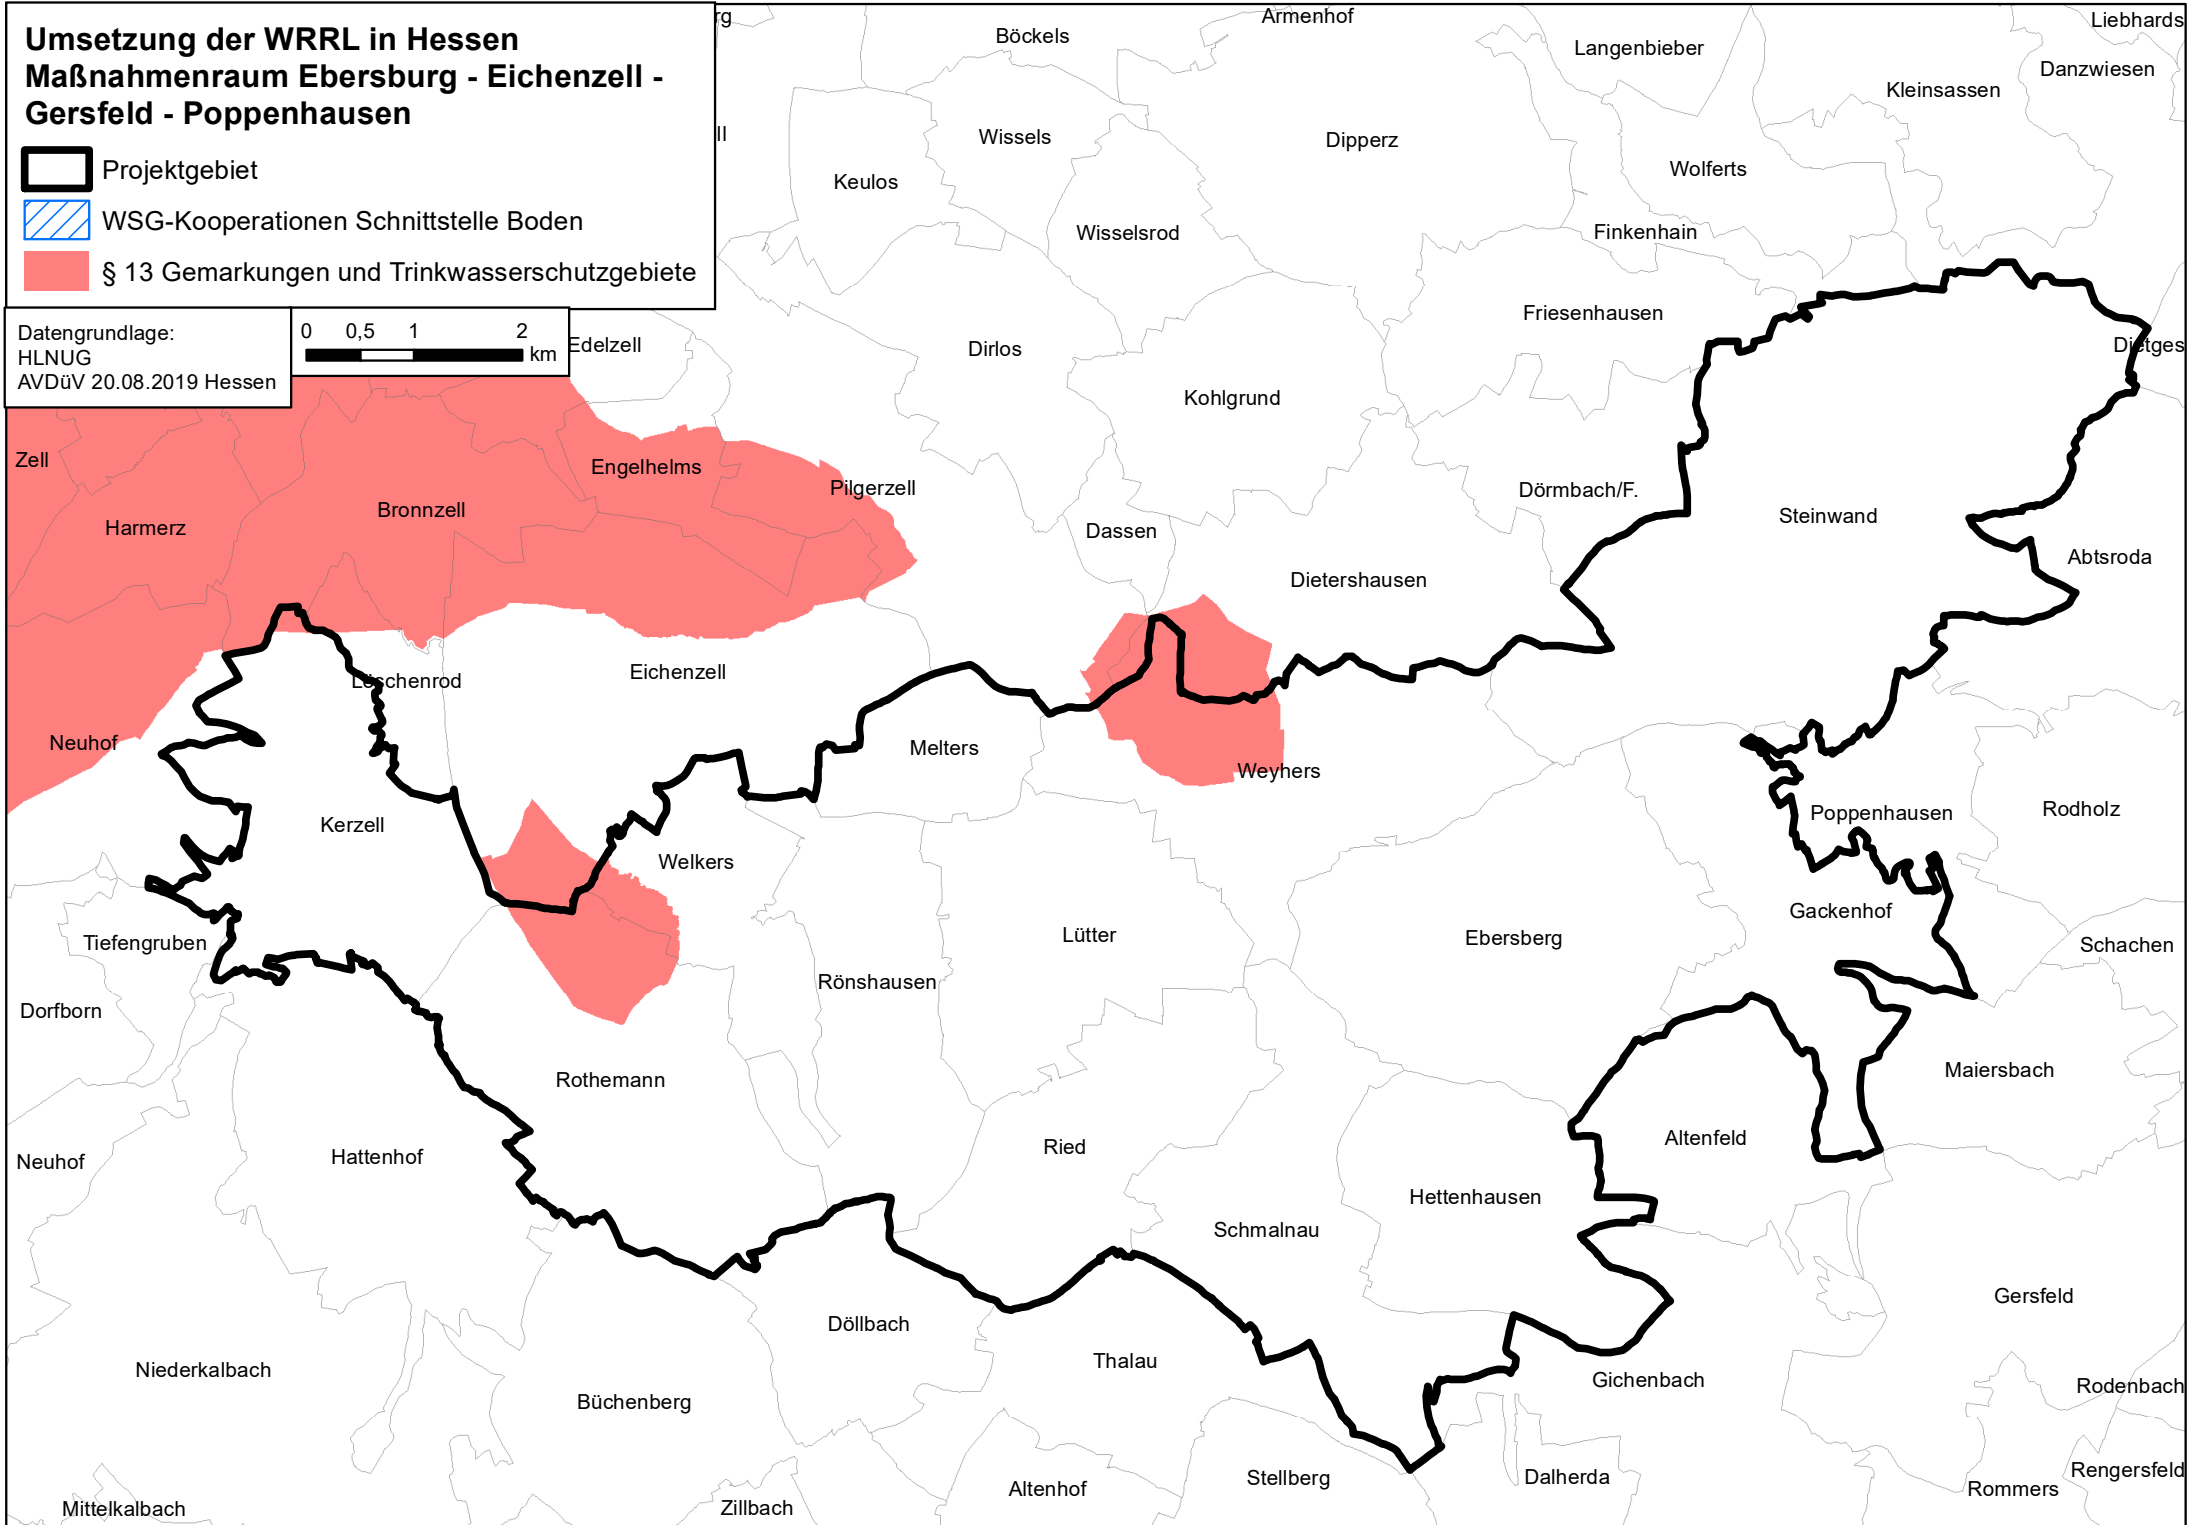 Umsetzung der WRRL in Hessen
Maßnahmenraum Ebersburg - Eichenzell -
Gersfeld - Poppenhausen
Projektgebiet
WSG-Kooperationen Schnittstelle Boden
§ 13 Gemarkungen und Trinkwasserschutzgebiete
Datengrundlage:
HLNUG
AVDüV 20.08.2019 Hessen
0 0,5 1 2
km
rg
Böckels
Armenhof
Langenbieber
Liebhards
Danzwiesen
Kleinsassen
ll
Wissels
Dipperz
Wolferts
Keulos
Wisselsrod
Finkenhain
Friesenhausen
Edelzell
Dirlos
Dietges
Kohlgrund
Zell
Engelhelms
Pilgerzell
Dörmbach/F.
Bronnzell
Steinwand
Harmerz
Dassen
Abtsroda
Dietershausen
Eichenzell
Löschenrod
Neuhof
Melters
Weyhers
Kerzell
Poppenhausen
Rodholz
Welkers
Gackenhof
Tiefengruben
Lütter
Ebersberg
Schachen
Rönshausen
Dorfborn
Rothemann
Maiersbach
Altenfeld
Ried
Neuhof
Hattenhof
Hettenhausen
Schmalnau
Gersfeld
Döllbach
Thalau
Niederkalbach
Gichenbach
Rodenbach
Büchenberg
Rengersfeld
Dalherda
Stellberg
Altenhof
Rommers
Mittelkalbach
Zillbach